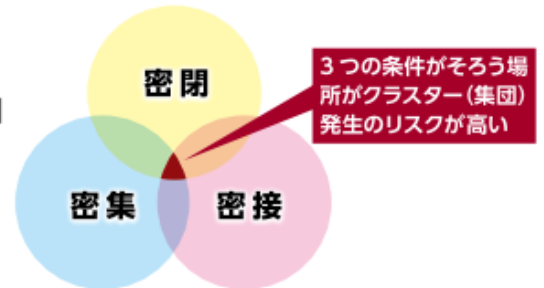 密閉
3つの条件がそろう場
所がクラスター(集団)
発生のリスクが高い
密集
密接